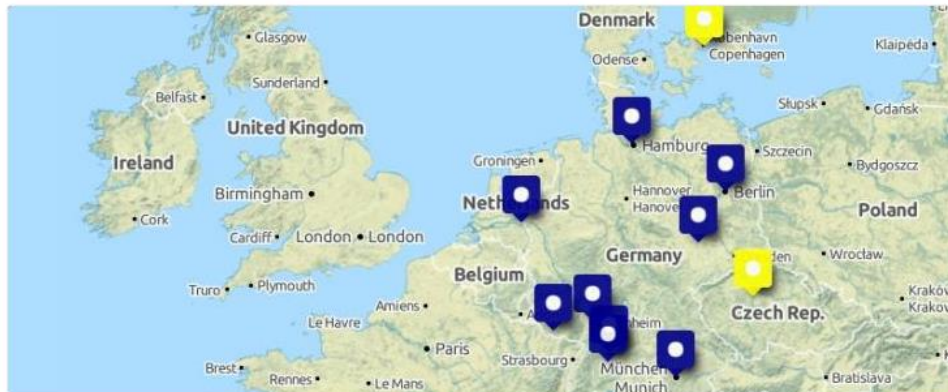 Denmark
København
Copenhagen
Glasgow
Odense
Klaipėda
Sunderland
Belfast
Słupsk
Gdańsk
United Kingdom
Hamburg
Szczecin
Ireland
Groningen
Bydgoszcz
Birmingham
Hannover
Hanover
Berlin
Netherlands
Poland
Cork
Cardiff
London
London
Germany
Wrocław
Belgium
Truro
Plymouth
Amiens
Kraków
Krakow
Le Havre
Czech Rep.
Paris
Strasbourg
München
Munich
Brest
Rennes
Le Mans
Bratislava